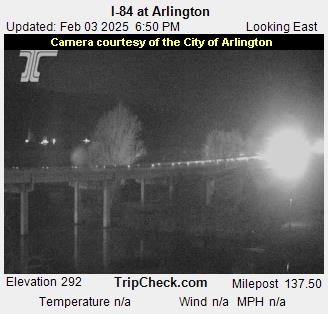 I-84 at Arlington
Updated: Feb 03 2025 6:50 PM Looking East
Camera courtesy of the City of Arlington
Elevation 292 TripCheck.com Milepost 137.50
Temperature n/a Wind n/a MPH n/a